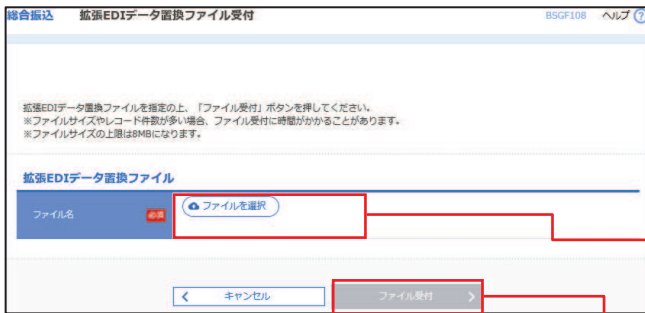 総合振込 拡張EDIデータ置換ファイル受付 BSGF108 ヘルプ ?
拡張EDIデータ置換ファイルを指定の上、「ファイル受付」ボタンを押してください。
※ファイルサイズやレコード件数が多い場合、ファイル受付に時間がかかることがあります。
※ファイルサイズの上限は8MBになります。
拡張EDIデータ置換ファイル
ファイル名 必須 ファイルを選択
キャンセル ファイル受付